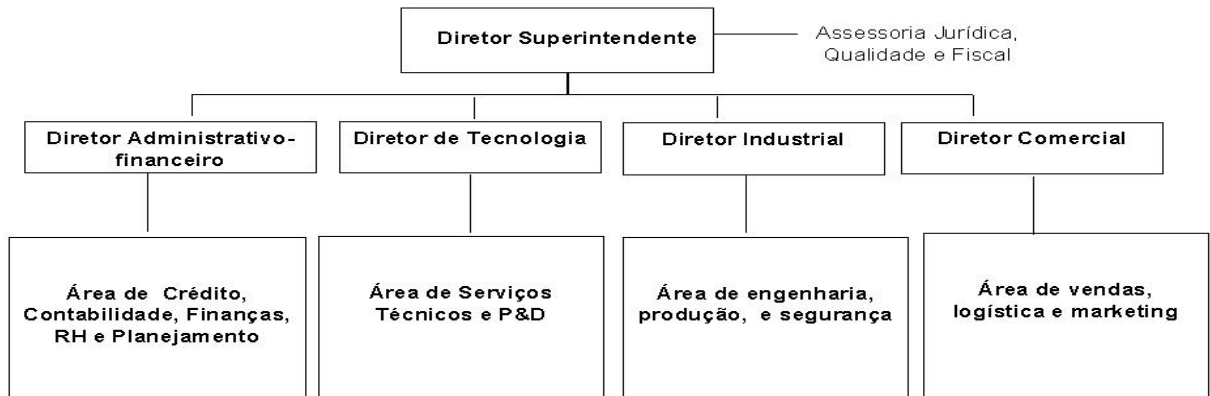 Diretor Superintendente
Assessoria Jurídica,
Qualidade e Fiscal
Diretor Administrativo-
financeiro
Diretor de Tecnologia
Diretor Industrial
Diretor Comercial
Área de Crédito,
Contabilidade, Finanças,
RH e Planejamento
Área de Serviços
Técnicos e P&D
Área de engenharia,
produção, e segurança
Área de vendas,
logística e marketing